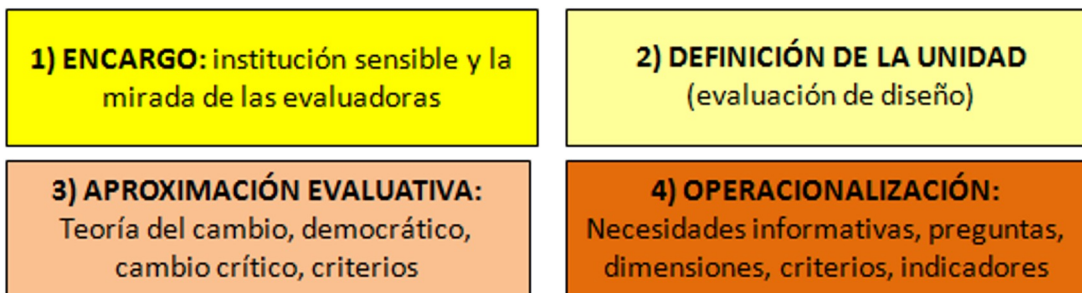 1) ENCARGO: institución sensible y la
mirada de las evaluadoras
2) DEFINICIÓN DE LA UNIDAD
(evaluación de diseño)
3) APROXIMACIÓN EVALUATIVA:
Teoría del cambio, democrático,
cambio crítico, criterios
4) OPERACIONALIZACIÓN:
Necesidades informativas, preguntas,
dimensiones, criterios, indicadores